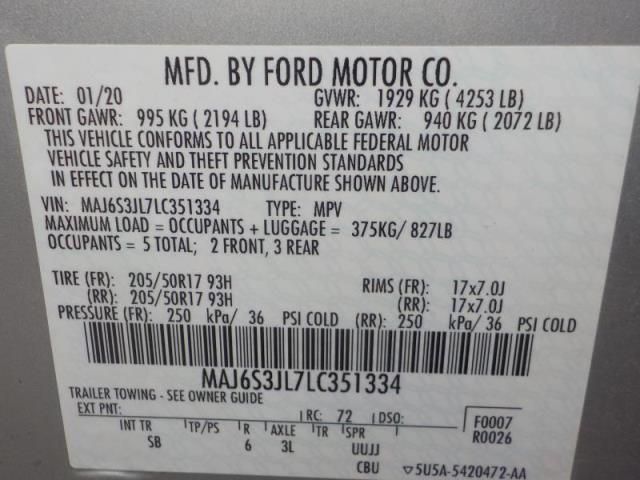 MFD. BY FORD MOTOR CO.
DATE: 01/20 GVWR: 1929 KG ( 4253 LB)
FRONT GAWR: 995 KG ( 2194 LB) REAR GAWR: 940 KG ( 2072 LB)
THIS VEHICLE CONFORMS TO ALL APPLICABLE FEDERAL MOTOR
VEHICLE SAFETY AND THEFT PREVENTION STANDARDS
IN EFFECT ON THE DATE OF MANUFACTURE SHOWN ABOVE.
VIN: MAJ6S3JL7LC351334 TYPE: MPV
MAXIMUM LOAD = OCCUPANTS + LUGGAGE = 375KG/ 827LB
OCCUPANTS = 5 TOTAL; 2 FRONT, 3 REAR
TIRE (FR): 205/50R17 93H RIMS (FR): 17x7.0J
(RR): 205/50R17 93H (RR): 17x7.0J
PRESSURE (FR): 250 kPa/ 36 PSI COLD (RR): 250 kPa/ 36 PSI COLD
MAJ6S3JL7LC351334
TRAILER TOWING - SEE OWNER GUIDE
EXT PNT: RC: 72 DSO: F0007
INT TR TP/PS R AXLE TR SPR R0026
SB 6 3L UUJJ
CBU ▽5U5A-5420472-AA